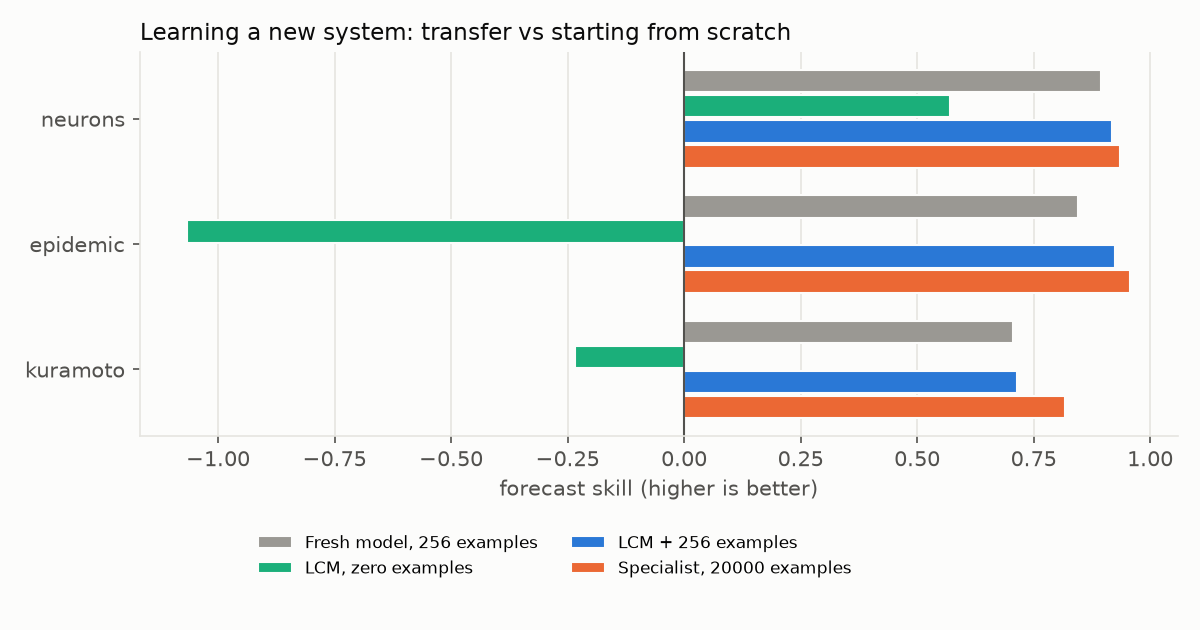 Learning a new system: transfer vs starting from scratch
neurons
epidemic
kuramoto
−1.00 −0.75 −0.50 −0.25 0.00 0.25 0.50 0.75 1.00
forecast skill (higher is better)
Fresh model, 256 examples LCM + 256 examples
LCM, zero examples Specialist, 20000 examples